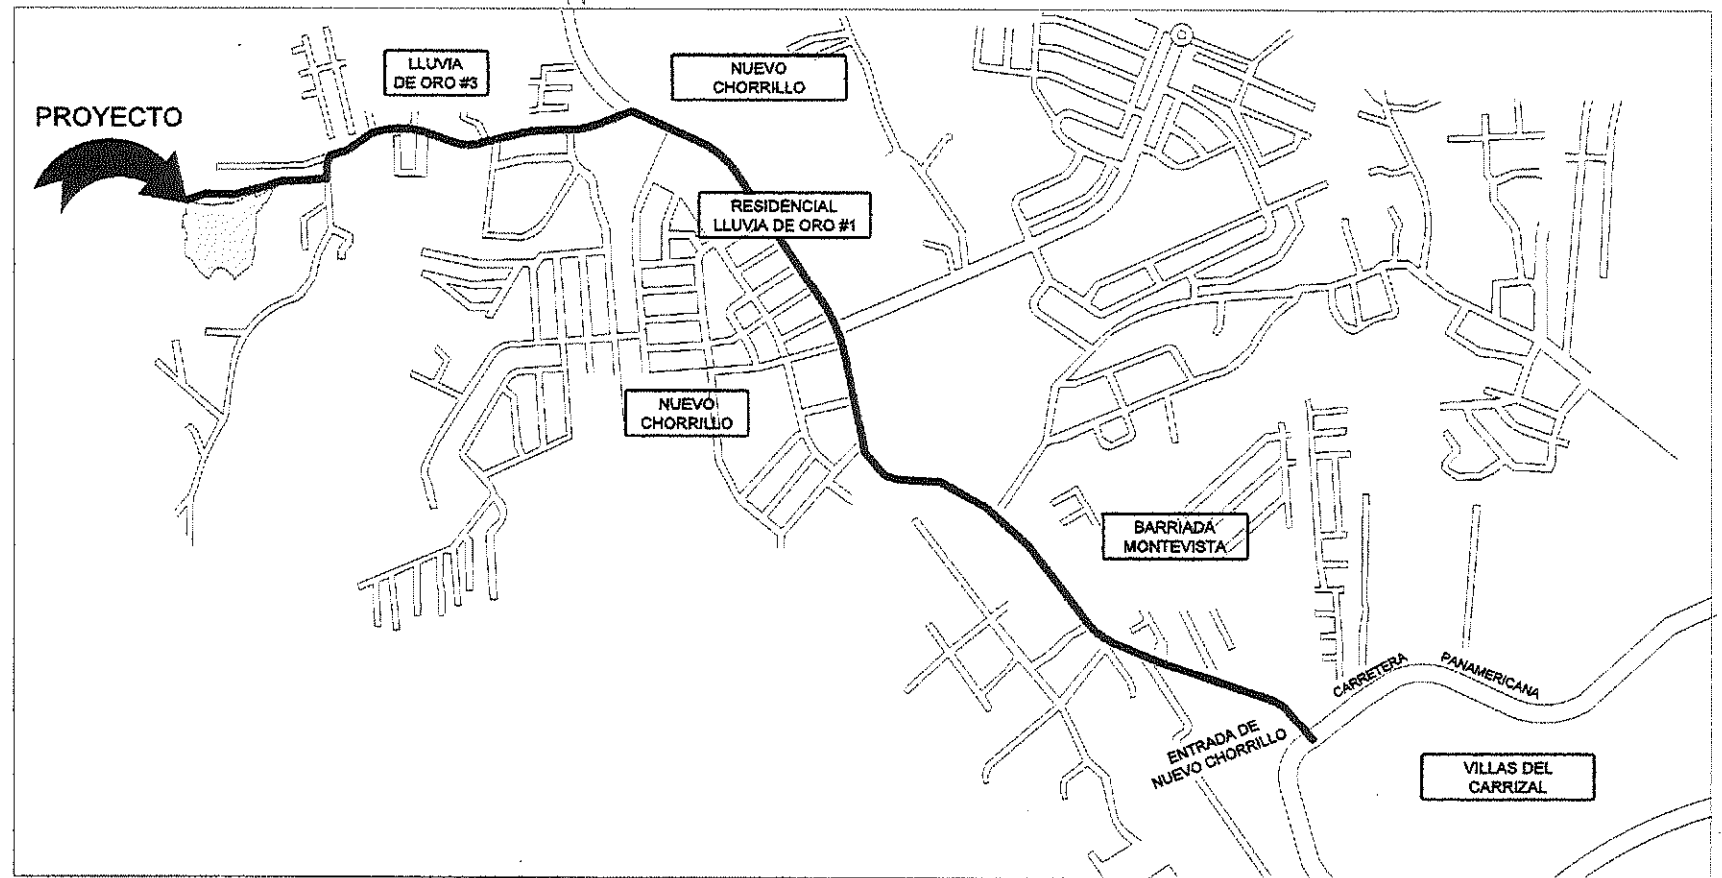 LLUVIA
DE ORO #3
NUEVO
CHORRILLO
PROYECTO
RESIDENCIAL
LLUVIA DE ORO #1
NUEVO
CHORRILLO
BARRIADA
MONTEVISTA
CARRETERA PANAMERICANA
ENTRADA DE
NUEVO CHORRILLO
VILLAS DEL
CARRIZAL